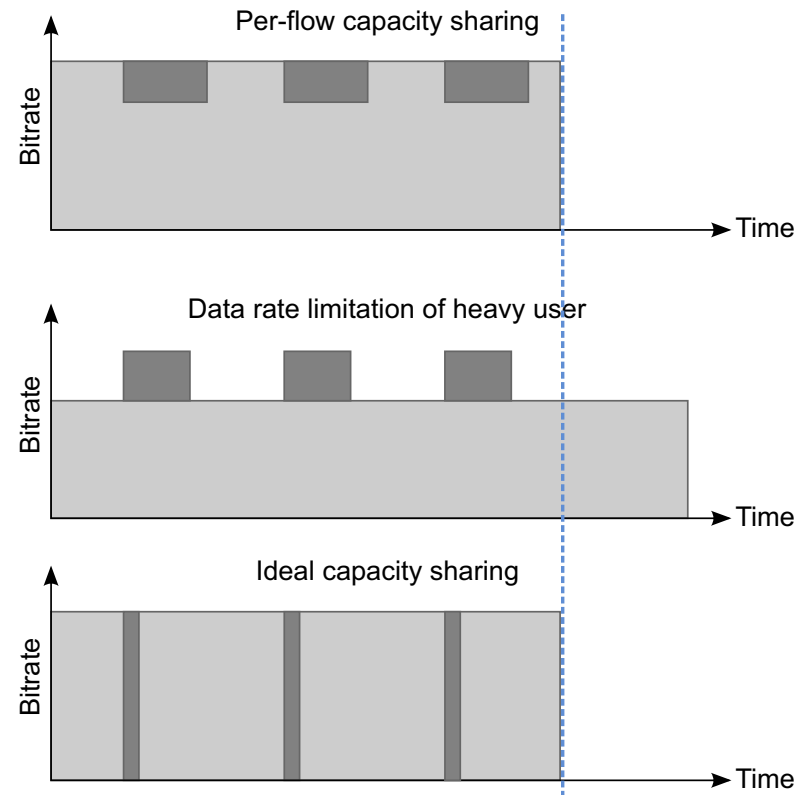 Per-flow capacity sharing
Bitrate
Time
Data rate limitation of heavy user
Bitrate
Time
Ideal capacity sharing
Bitrate
Time